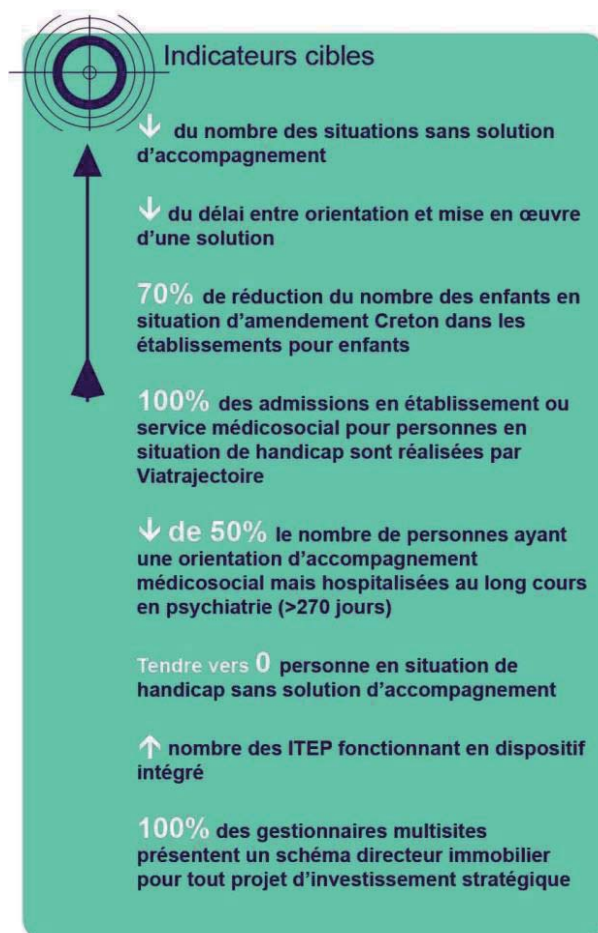 Indicateurs cibles
↓ du nombre des situations sans solution
d'accompagnement
↓ du délai entre orientation et mise en œuvre
d'une solution
70% de réduction du nombre des enfants en
situation d'amendement Creton dans les
établissements pour enfants
100% des admissions en établissement ou
service médicosocial pour personnes en
situation de handicap sont réalisées par
Viatrajectoire
↓ de 50% le nombre de personnes ayant
une orientation d'accompagnement
médicosocial mais hospitalisées au long cours
en psychiatrie (>270 jours)
Tendre vers 0 personne en situation de
handicap sans solution d'accompagnement
↑ nombre des ITEP fonctionnant en dispositif
intégré
100% des gestionnaires multisites
présentent un schéma directeur immobilier
pour tout projet d'investissement stratégique